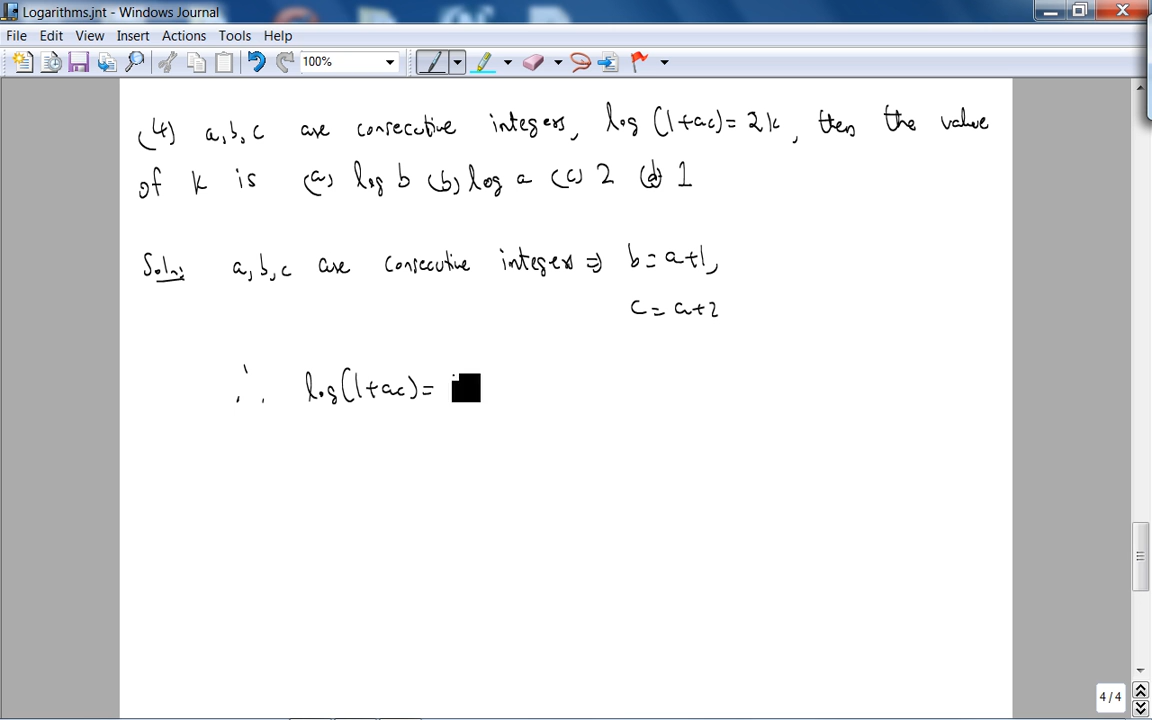 Logarithms.jnt - Windows Journal
File Edit View Insert Actions Tools Help
100%
(4) a, b, c are consecutive integers, log (1+ac) = 2k, then the value
of k is (a) log b (b) log a (c) 2 (d) 1
Soln: a, b, c are consecutive integers ⇒ b = a+1,
c = a+2
∴ log(1+ac) =
4 / 4